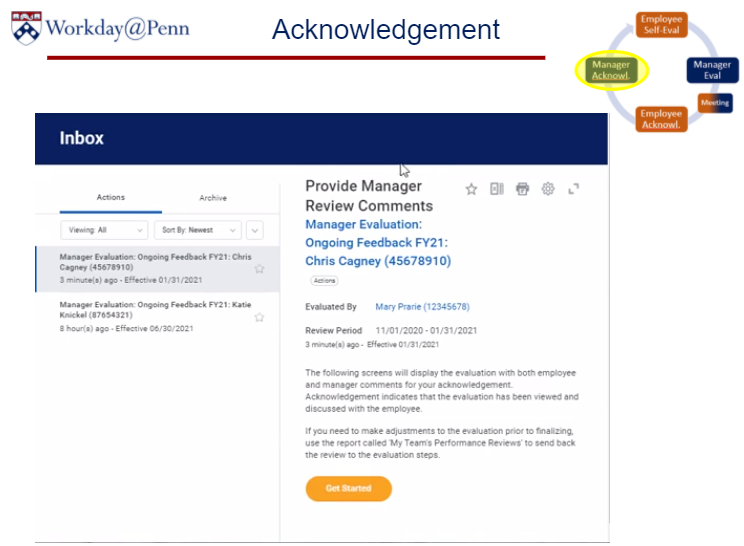 Workday@Penn
Acknowledgement
Employee
Self-Eval
Manager
Acknowl.
Manager
Eval
Meeting
Employee
Acknowl.
Inbox
Actions
Archive
Viewing: All
Sort By: Newest
Manager Evaluation: Ongoing Feedback FY21: Chris
Cagney (45678910)
3 minute(s) ago - Effective 01/31/2021
Manager Evaluation: Ongoing Feedback FY21: Katie
Knickel (87654321)
8 hour(s) ago - Effective 06/30/2021
Provide Manager
Review Comments
Manager Evaluation:
Ongoing Feedback FY21:
Chris Cagney (45678910)
Actions
Evaluated By Mary Prarie (12345678)
Review Period 11/01/2020 - 01/31/2021
3 minute(s) ago - Effective 01/31/2021
The following screens will display the evaluation with both employee
and manager comments for your acknowledgement.
Acknowledgement indicates that the evaluation has been viewed and
discussed with the employee.
If you need to make adjustments to the evaluation prior to finalizing,
use the report called 'My Team's Performance Reviews' to send back
the review to the evaluation steps.
Get Started